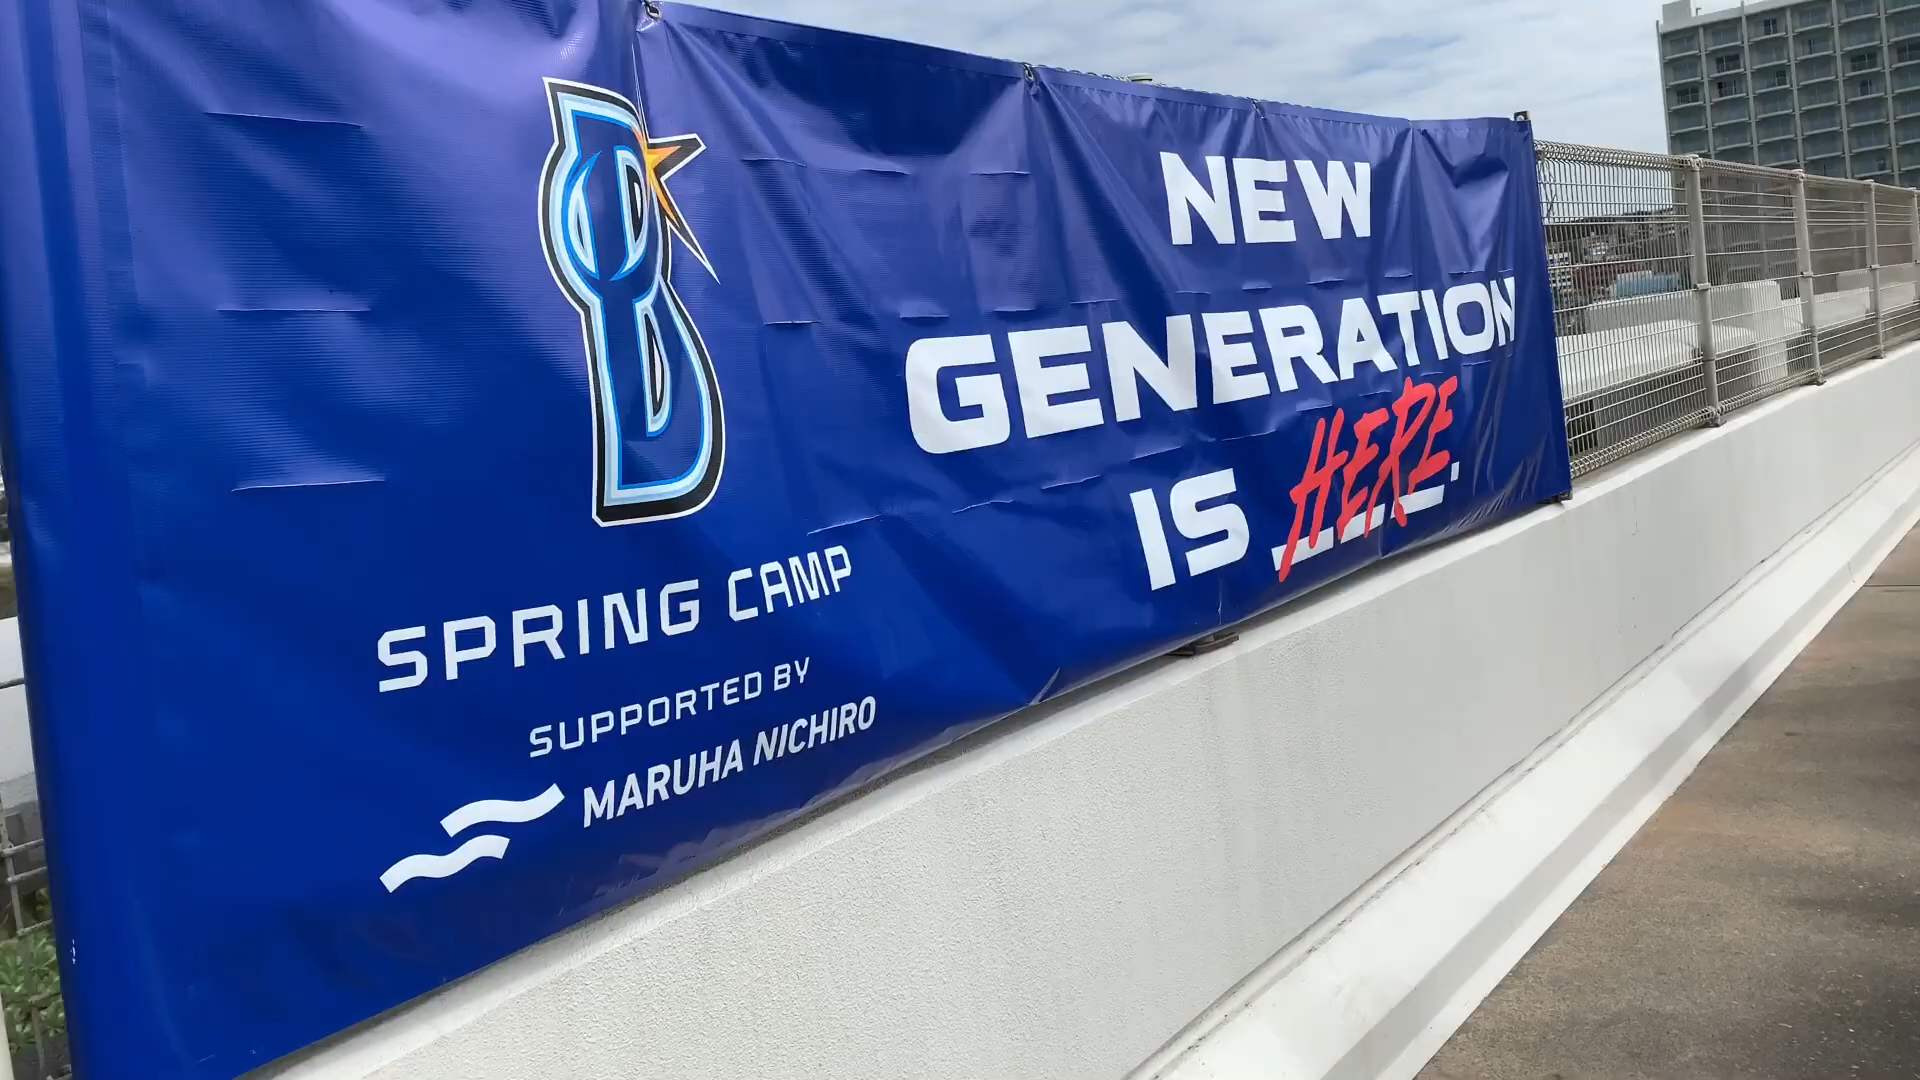 SPRING CAMP
SUPPORTED BY
MARUHA NICHIRO
NEW
GENERATION
IS HERE.